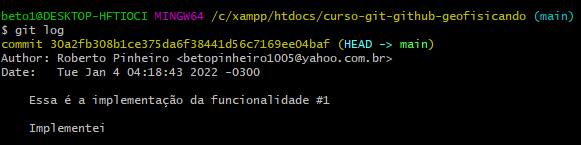 beto1@DESKTOP-HFTIOCI MINGW64 /c/xampp/htdocs/curso-git-github-geofisicando (main)
$ git log
commit 30a2fb308b1ce375da6f38441d56c7169ee04baf (HEAD -> main)
Author: Roberto Pinheiro <betopinheiro1005@yahoo.com.br>
Date:   Tue Jan 4 04:18:43 2022 -0300
Essa é a implementação da funcionalidade #1
Implementei